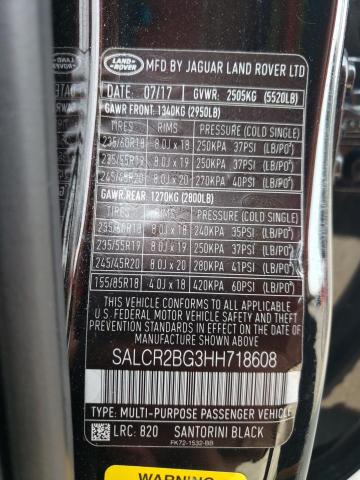 LAND ROVER MFD BY JAGUAR LAND ROVER LTD
DATE: 07/17 GVWR: 2505KG (5520LB)
GAWR FRONT: 1340KG (2950LB)
TIRES RIMS PRESSURE (COLD SINGLE)
235/60R18 8.0J x 18 250KPA 37PSI (LB/PO²)
235/55R19 8.0J x 19 250KPA 37PSI (LB/PO²)
245/45R20 8.0J x 20 270KPA 40PSI (LB/PO²)
GAWR REAR 1270KG (2800LB)
TIRES RIMS PRESSURE (COLD SINGLE)
235/60R18 8.0J x 18 240KPA 35PSI (LB/PO²)
235/55R19 8.0J x 19 250KPA 37PSI (LB/PO²)
245/45R20 8.0J x 20 280KPA 41PSI (LB/PO²)
155/85R18 4.0J x 18 420KPA 60PSI (LB/PO²)
THIS VEHICLE CONFORMS TO ALL APPLICABLE
U.S. FEDERAL MOTOR VEHICLE SAFETY STANDARDS
IN EFFECT ON THE DATE OF
MANUFACTURE SHOWN ABOVE.
SALCR2BG3HH718608
TYPE: MULTI-PURPOSE PASSENGER VEHICLE
LRC: 820 SANTORINI BLACK
FK72-1532-BB
WARNING